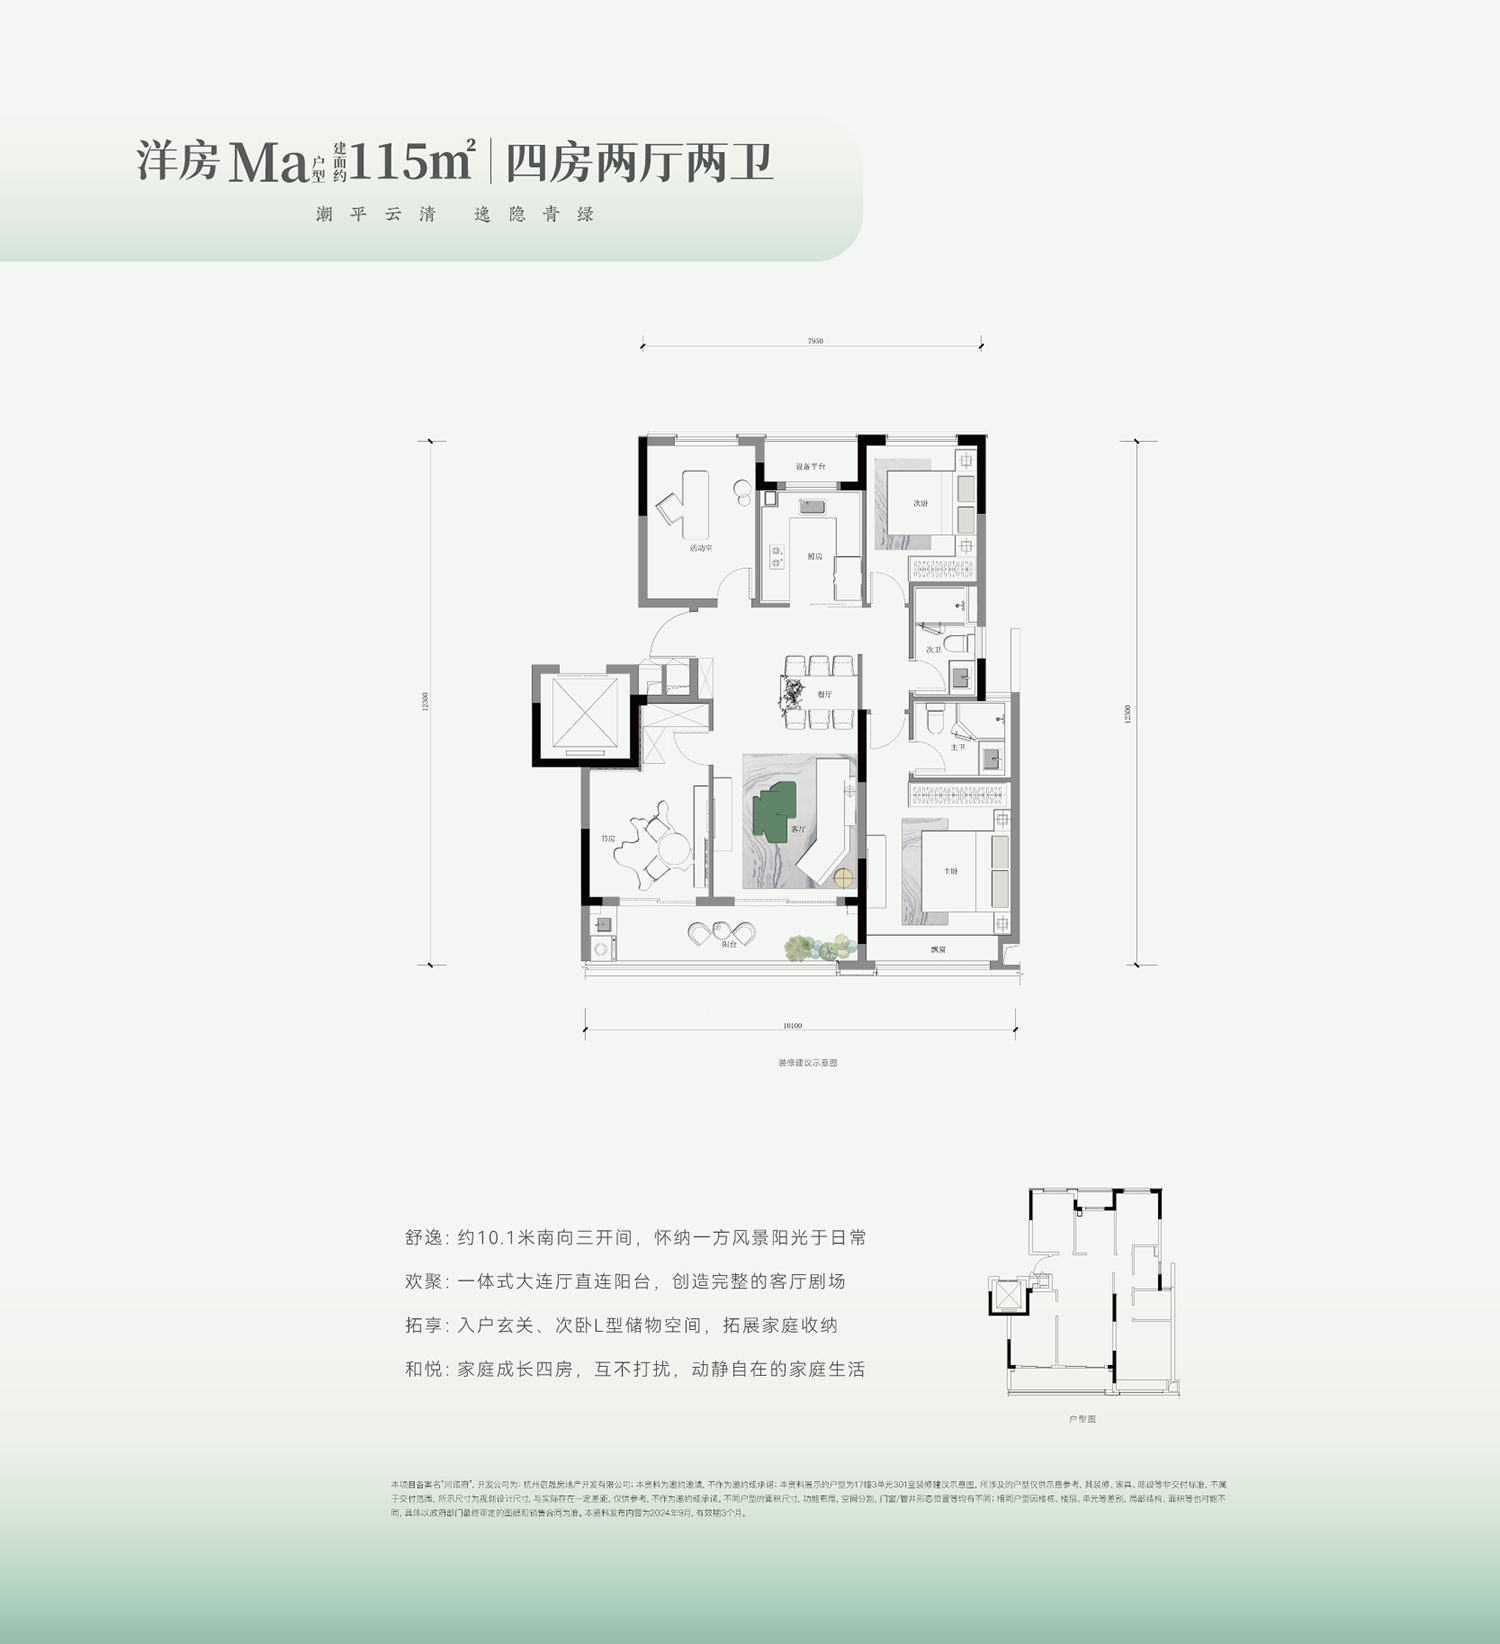 洋房 Ma 户型 建面约 115m² 四房两厅两卫
潮平云清 逸隐青绿
7950
设备平台
次卧
活动室
厨房
次卫
餐厅
12300
12300
主卫
客厅
书房
主卧
阳台
飘窗
10100
装修建议示意图
舒逸：约10.1米南向三开间，怀纳一方风景阳光于日常
欢聚：一体式大连厅直连阳台，创造完整的客厅剧场
拓享：入户玄关、次卧L型储物空间，拓展家庭收纳
和悦：家庭成长四房，互不打扰，动静自在的家庭生活
户型图
本项目备案名“河印府”，开发公司为：杭州启晟房地产开发有限公司；本资料为邀约邀请，不作为邀约或承诺；本资料展示的户型为17幢3单元301室装修建议示意图，所涉及的户型仅供示意参考，其装修、家具、陈设等非交付标准，不属
于交付范围，所示尺寸为规划设计尺寸，与实际存在一定差距，仅供参考，不作为邀约或承诺。不同户型的面积尺寸，功能布局，空间分割，门窗/管井形态位置等均有不同；相同户型因楼栋、楼层、单元等差别，局部结构、面积等也可能不
同，具体以政府部门最终审定的图纸和销售合同为准。本资料发布内容为2024年9月，有效期3个月。